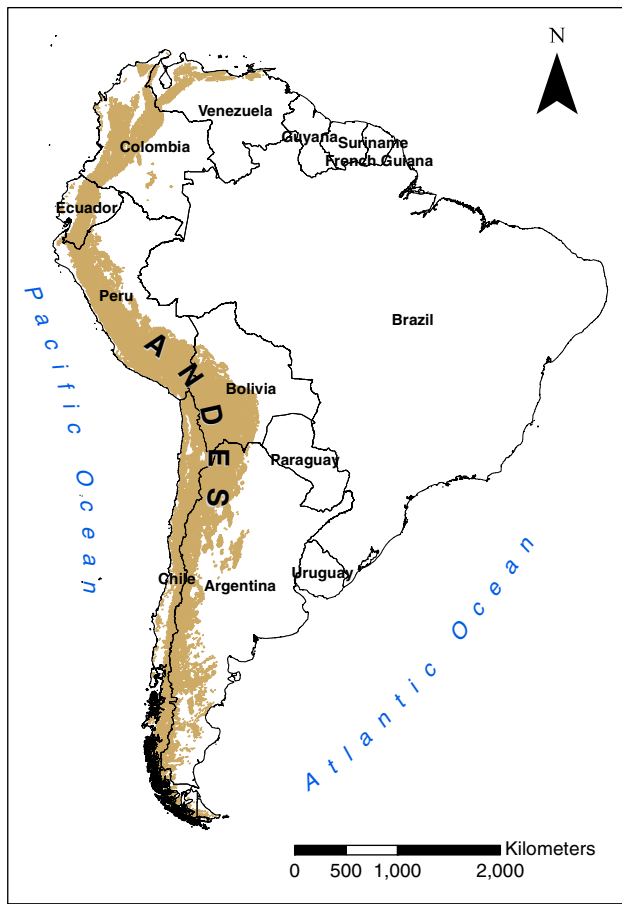 N
Venezuela
Guyana
Suriname
French Guiana
Colombia
Ecuador
Peru
Brazil
ANDES
Bolivia
Paraguay
Chile
Argentina
Uruguay
Pacific Ocean
Atlantic Ocean
Kilometers
0 500 1,000 2,000